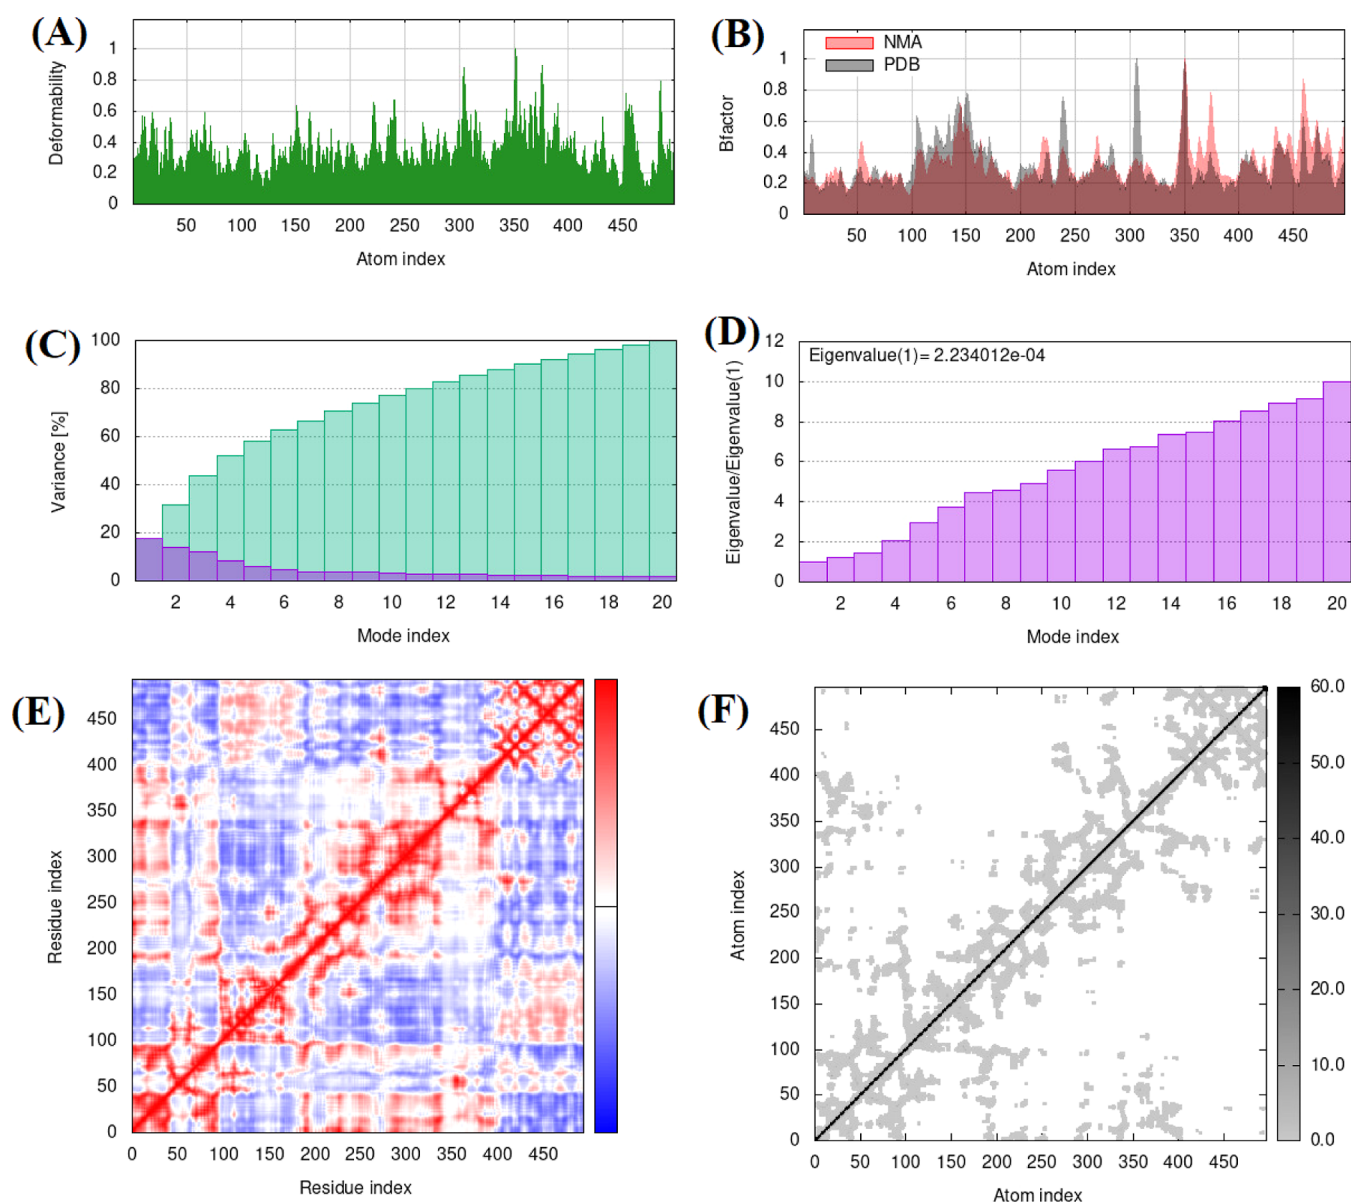 (A)
Deformability
1
0.8
0.6
0.4
0.2
0
50 100 150 200 250 300 350 400 450
Atom index
(B)
Bfactor
NMA
PDB
1
0.8
0.6
0.4
0.2
0
50 100 150 200 250 300 350 400 450
Atom index
(C)
Variance [%]
100
80
60
40
20
0
2 4 6 8 10 12 14 16 18 20
Mode index
(D)
Eigenvalue/Eigenvalue(1)
Eigenvalue(1)= 2.234012e-04
12
10
8
6
4
2
0
2 4 6 8 10 12 14 16 18 20
Mode index
(E)
Residue index
450
400
350
300
250
200
150
100
50
0
0 50 100 150 200 250 300 350 400 450
Residue index
(F)
Atom index
450
400
350
300
250
200
150
100
50
0
0 50 100 150 200 250 300 350 400 450
Atom index
60.0
50.0
40.0
30.0
20.0
10.0
0.0